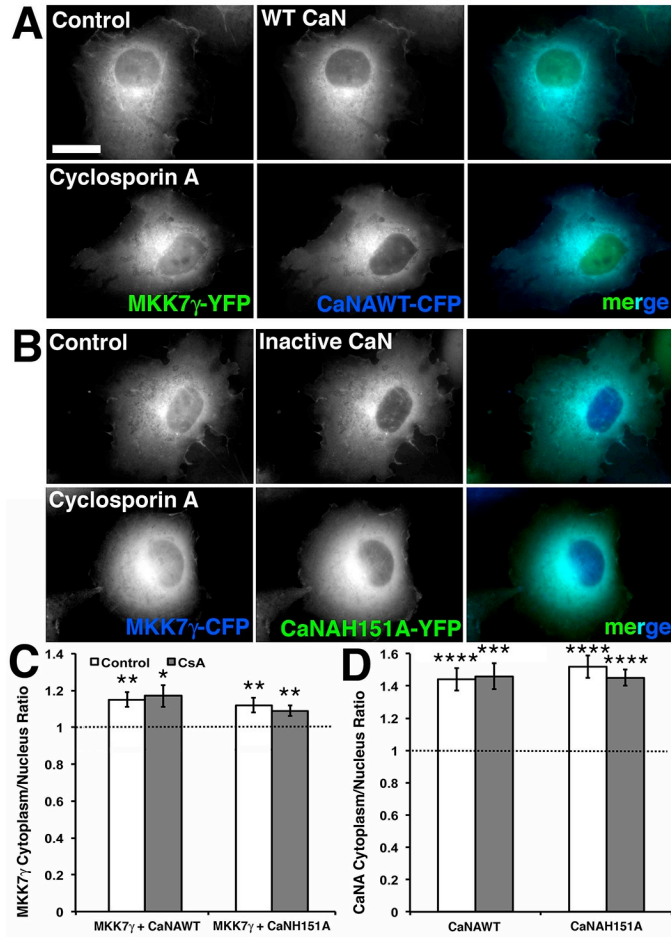 A
Control
WT CaN
Cyclosporin A
MKK7γ-YFP
CaNAWT-CFP
merge
B
Control
Inactive CaN
Cyclosporin A
MKK7γ-CFP
CaNAH151A-YFP
merge
C
MKK7γ Cytoplasm/Nucleus Ratio
1.4
1.2
1
0.8
0.6
0.4
0.2
0
Control
CsA
**
*
**
**
MKK7γ + CaNAWT
MKK7γ + CaNH151A
D
CaNA Cytoplasm/Nucleus Ratio
1.6
1.4
1.2
1
0.8
0.6
0.4
0.2
0
****
***
****
****
CaNAWT
CaNAH151A